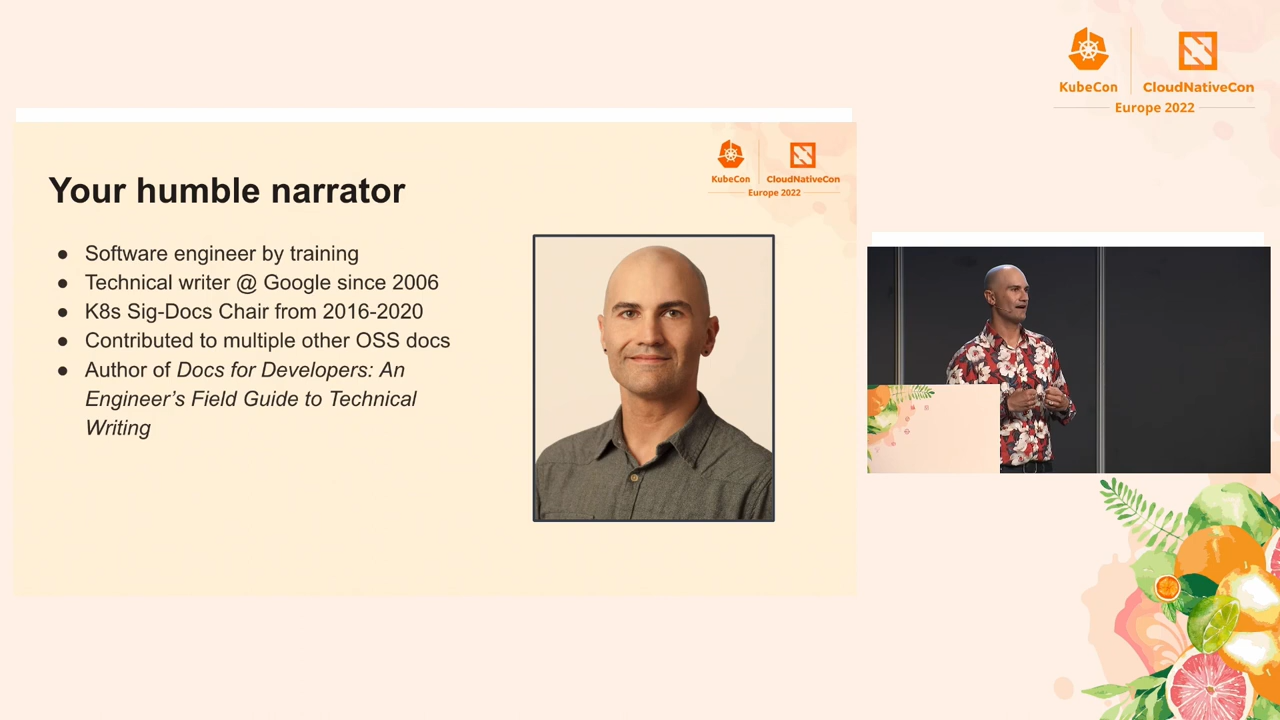 KubeCon
CloudNativeCon
Europe 2022
KubeCon
CloudNativeCon
Europe 2022
Your humble narrator
● Software engineer by training
● Technical writer @ Google since 2006
● K8s Sig-Docs Chair from 2016-2020
● Contributed to multiple other OSS docs
● Author of Docs for Developers: An
Engineer’s Field Guide to Technical
Writing